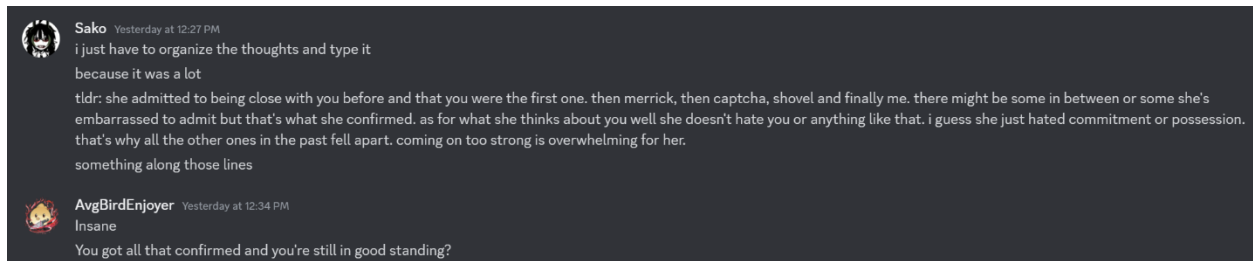 Sako Yesterday at 12:27 PM
i just have to organize the thoughts and type it
because it was a lot
tldr: she admitted to being close with you before and that you were the first one. then merrick, then captcha, shovel and finally me. there might be some in between or some she's
embarrassed to admit but that's what she confirmed. as for what she thinks about you well she doesn't hate you or anything like that. i guess she just hated commitment or possession.
that's why all the other ones in the past fell apart. coming on too strong is overwhelming for her.
something along those lines
AvgBirdEnjoyer Yesterday at 12:34 PM
Insane
You got all that confirmed and you're still in good standing?